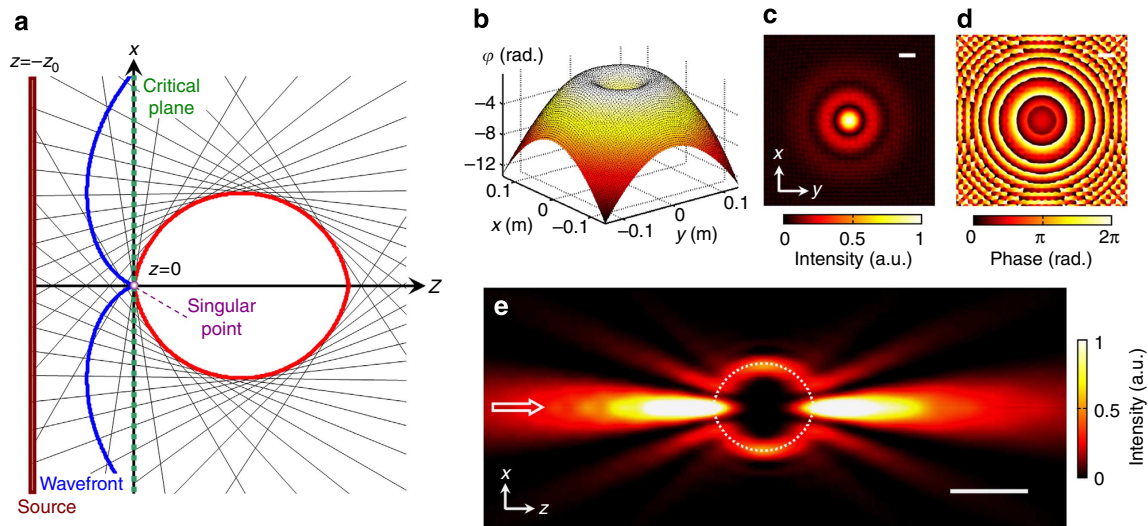 a
z=−z0
x
Critical
plane
z=0
Z
Singular
point
Wavefront
Source
b
φ (rad.)
−4
−8
−12
0.1
0
−0.1
x (m)
−0.1
0
0.1
y (m)
c
x
y
0 0.5 1
Intensity (a.u.)
d
0 π 2π
Phase (rad.)
e
x
z
1
0.5
0
Intensity (a.u.)